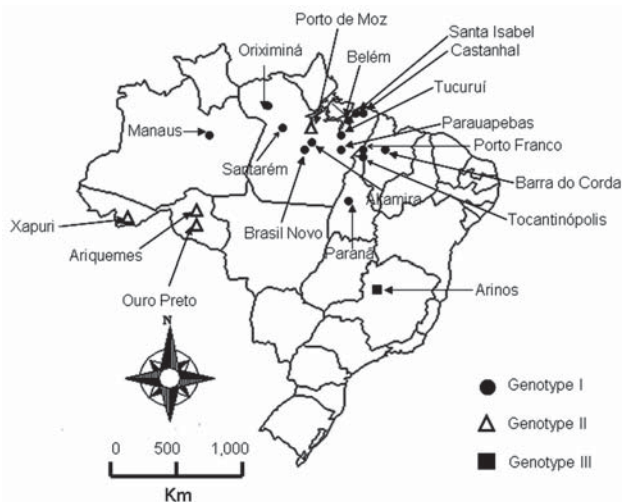 Porto de Moz
Santa Isabel
Castanhal
Oriximiná
Belém
Tucuruí
Manaus
Parauapebas
Porto Franco
Santarém
Barra do Corda
Altamira
Xapuri
Tocantinópolis
Ariquemes
Brasil Novo
Paranã
Ouro Preto
Arinos
N
Genotype I
Genotype II
Genotype III
0 500 1,000
Km